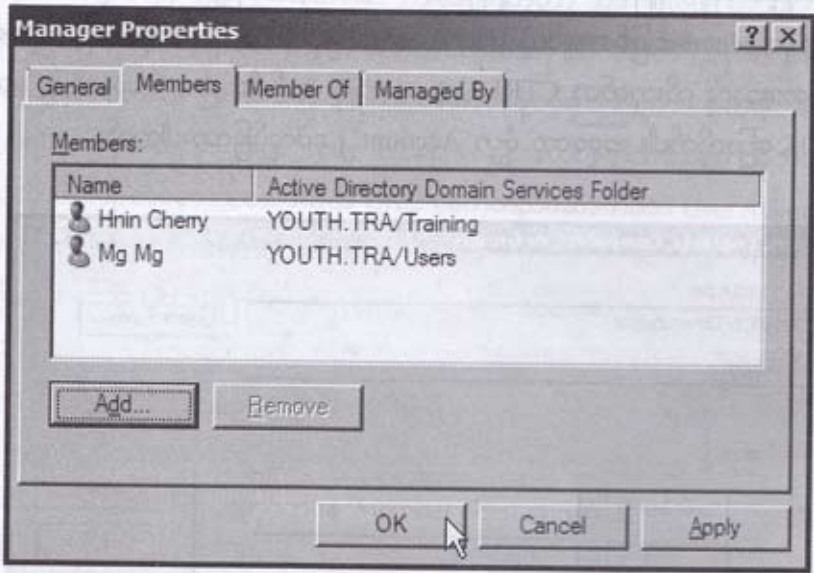 Manager Properties
General Members Member Of Managed By
Members:
Name Active Directory Domain Services Folder
Hnin Cherry YOUTH.TRA/Training
Mg Mg YOUTH.TRA/Users
Add... Remove
OK Cancel Apply